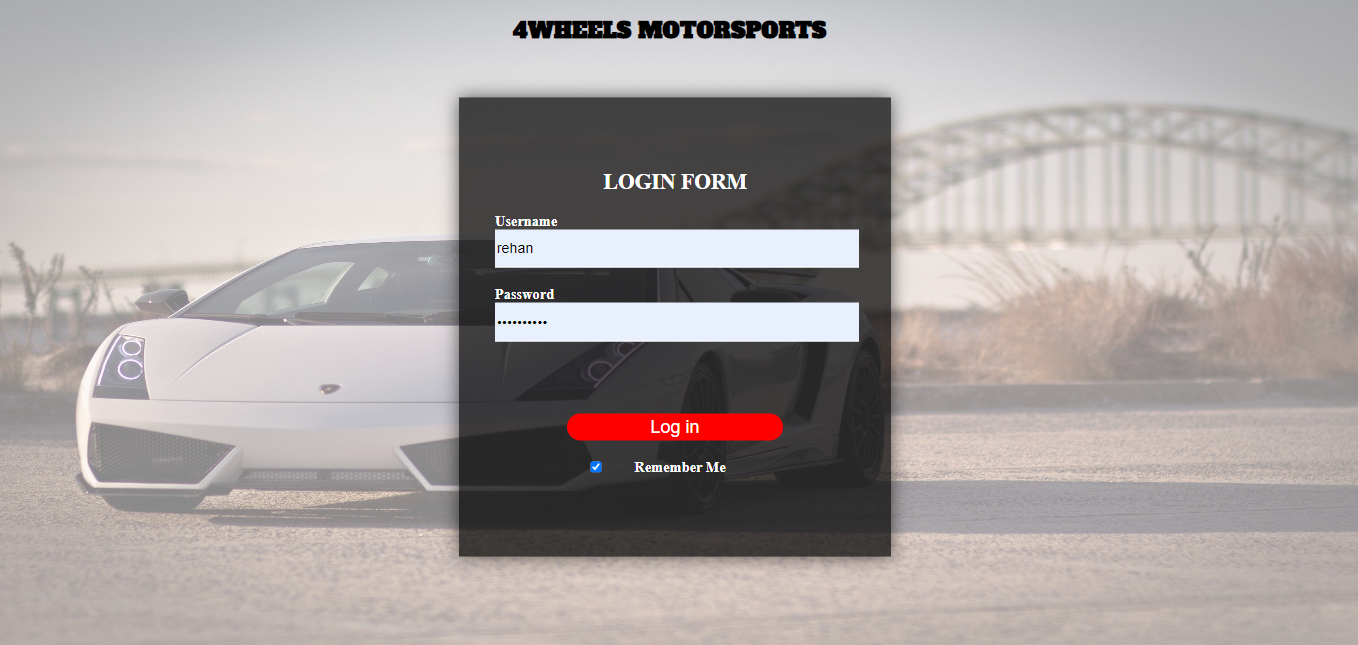 4WHEELS MOTORSPORTS
LOGIN FORM
Username
rehan
Password
••••••••••
Log in
Remember Me